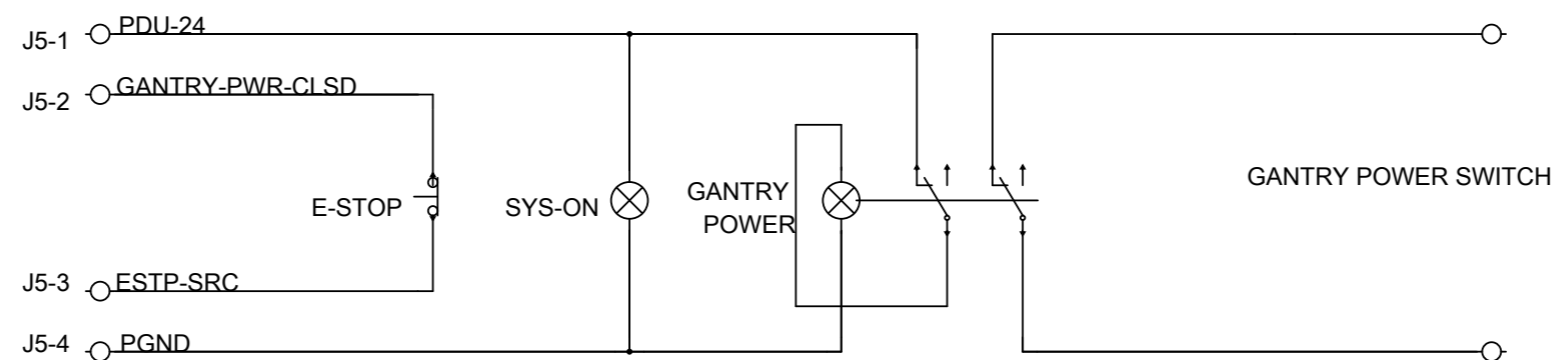 J5-1 PDU-24
J5-2 GANTRY-PWR-CLSD
E-STOP
SYS-ON
GANTRY
POWER
GANTRY POWER SWITCH
J5-3 ESTP-SRC
J5-4 PGND